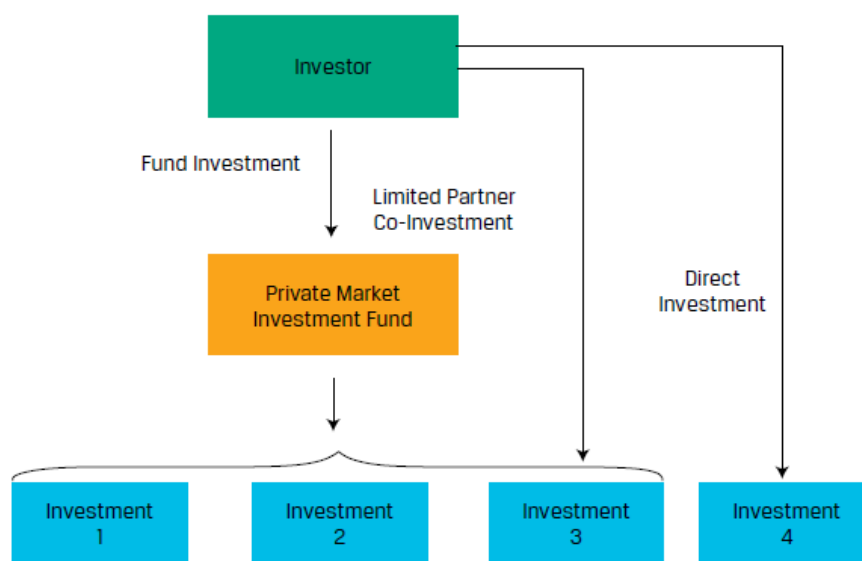 Investor
Fund Investment
Limited Partner
Co-Investment
Private Market
Investment Fund
Direct
Investment
Investment
1
Investment
2
Investment
3
Investment
4